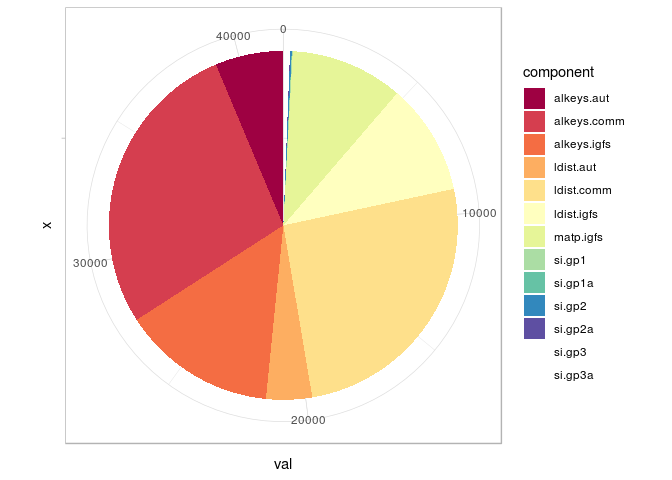 40000
0
10000
20000
30000
x
val
component
alkeys.aut
alkeys.comm
alkeys.igfs
ldist.aut
ldist.comm
ldist.igfs
matp.igfs
si.gp1
si.gp1a
si.gp2
si.gp2a
si.gp3
si.gp3a